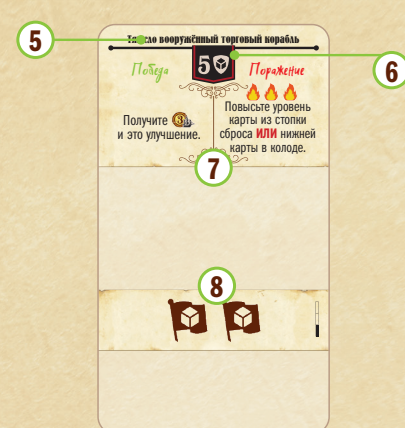 5
Тяжело вооружённый торговый корабль
Победа
50
Поражение
6
Получите 3
и это улучшение.
Повысьте уровень
карты из стопки
сброса ИЛИ нижней
карты в колоде.
7
8